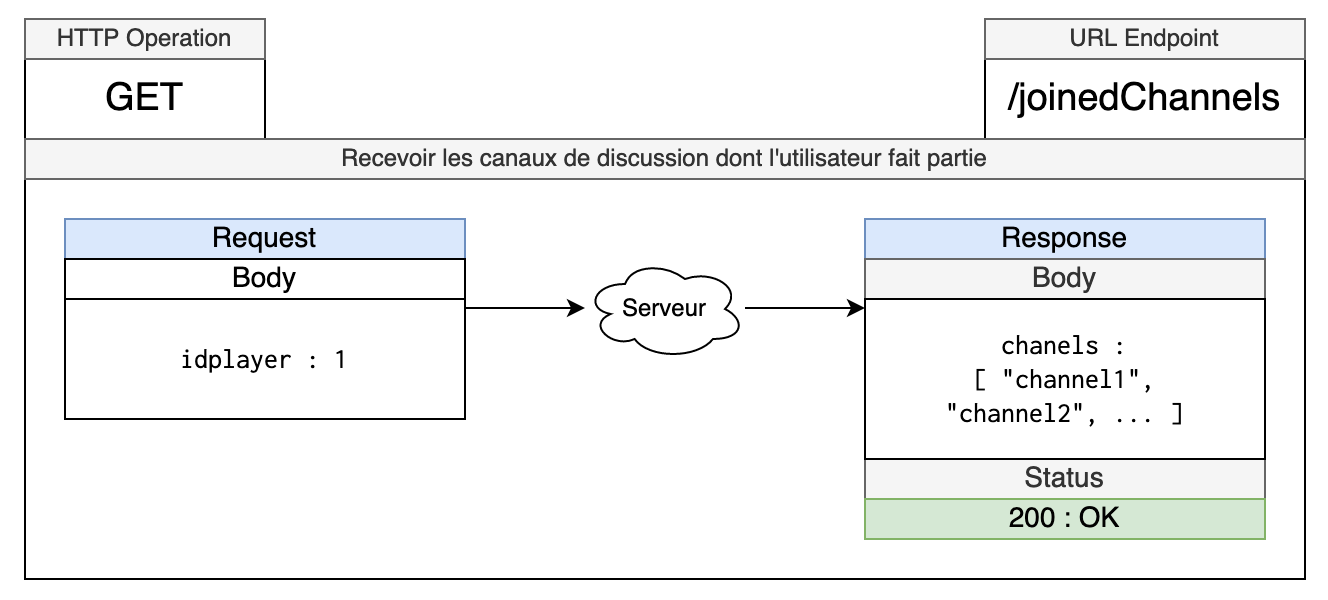 HTTP Operation
URL Endpoint
GET
/joinedChannels
Recevoir les canaux de discussion dont l'utilisateur fait partie
Request
Body
idplayer : 1
Serveur
Response
Body
chanels :
[ "channel1",
"channel2", ... ]
Status
200 : OK